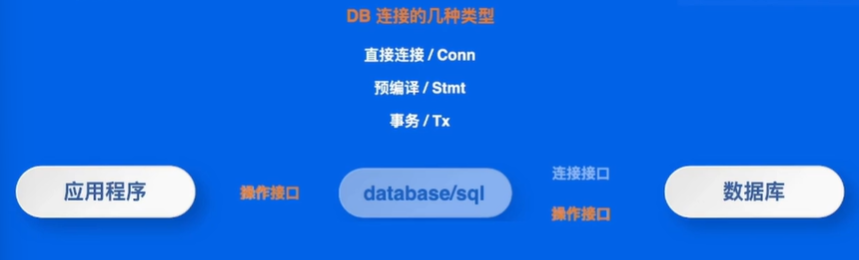 DB 连接的几种类型
直接连接 / Conn
预编译 / Stmt
事务 / Tx
应用程序
操作接口
database/sql
连接接口
操作接口
数据库